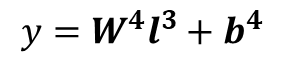 y = W⁴l³ + b⁴